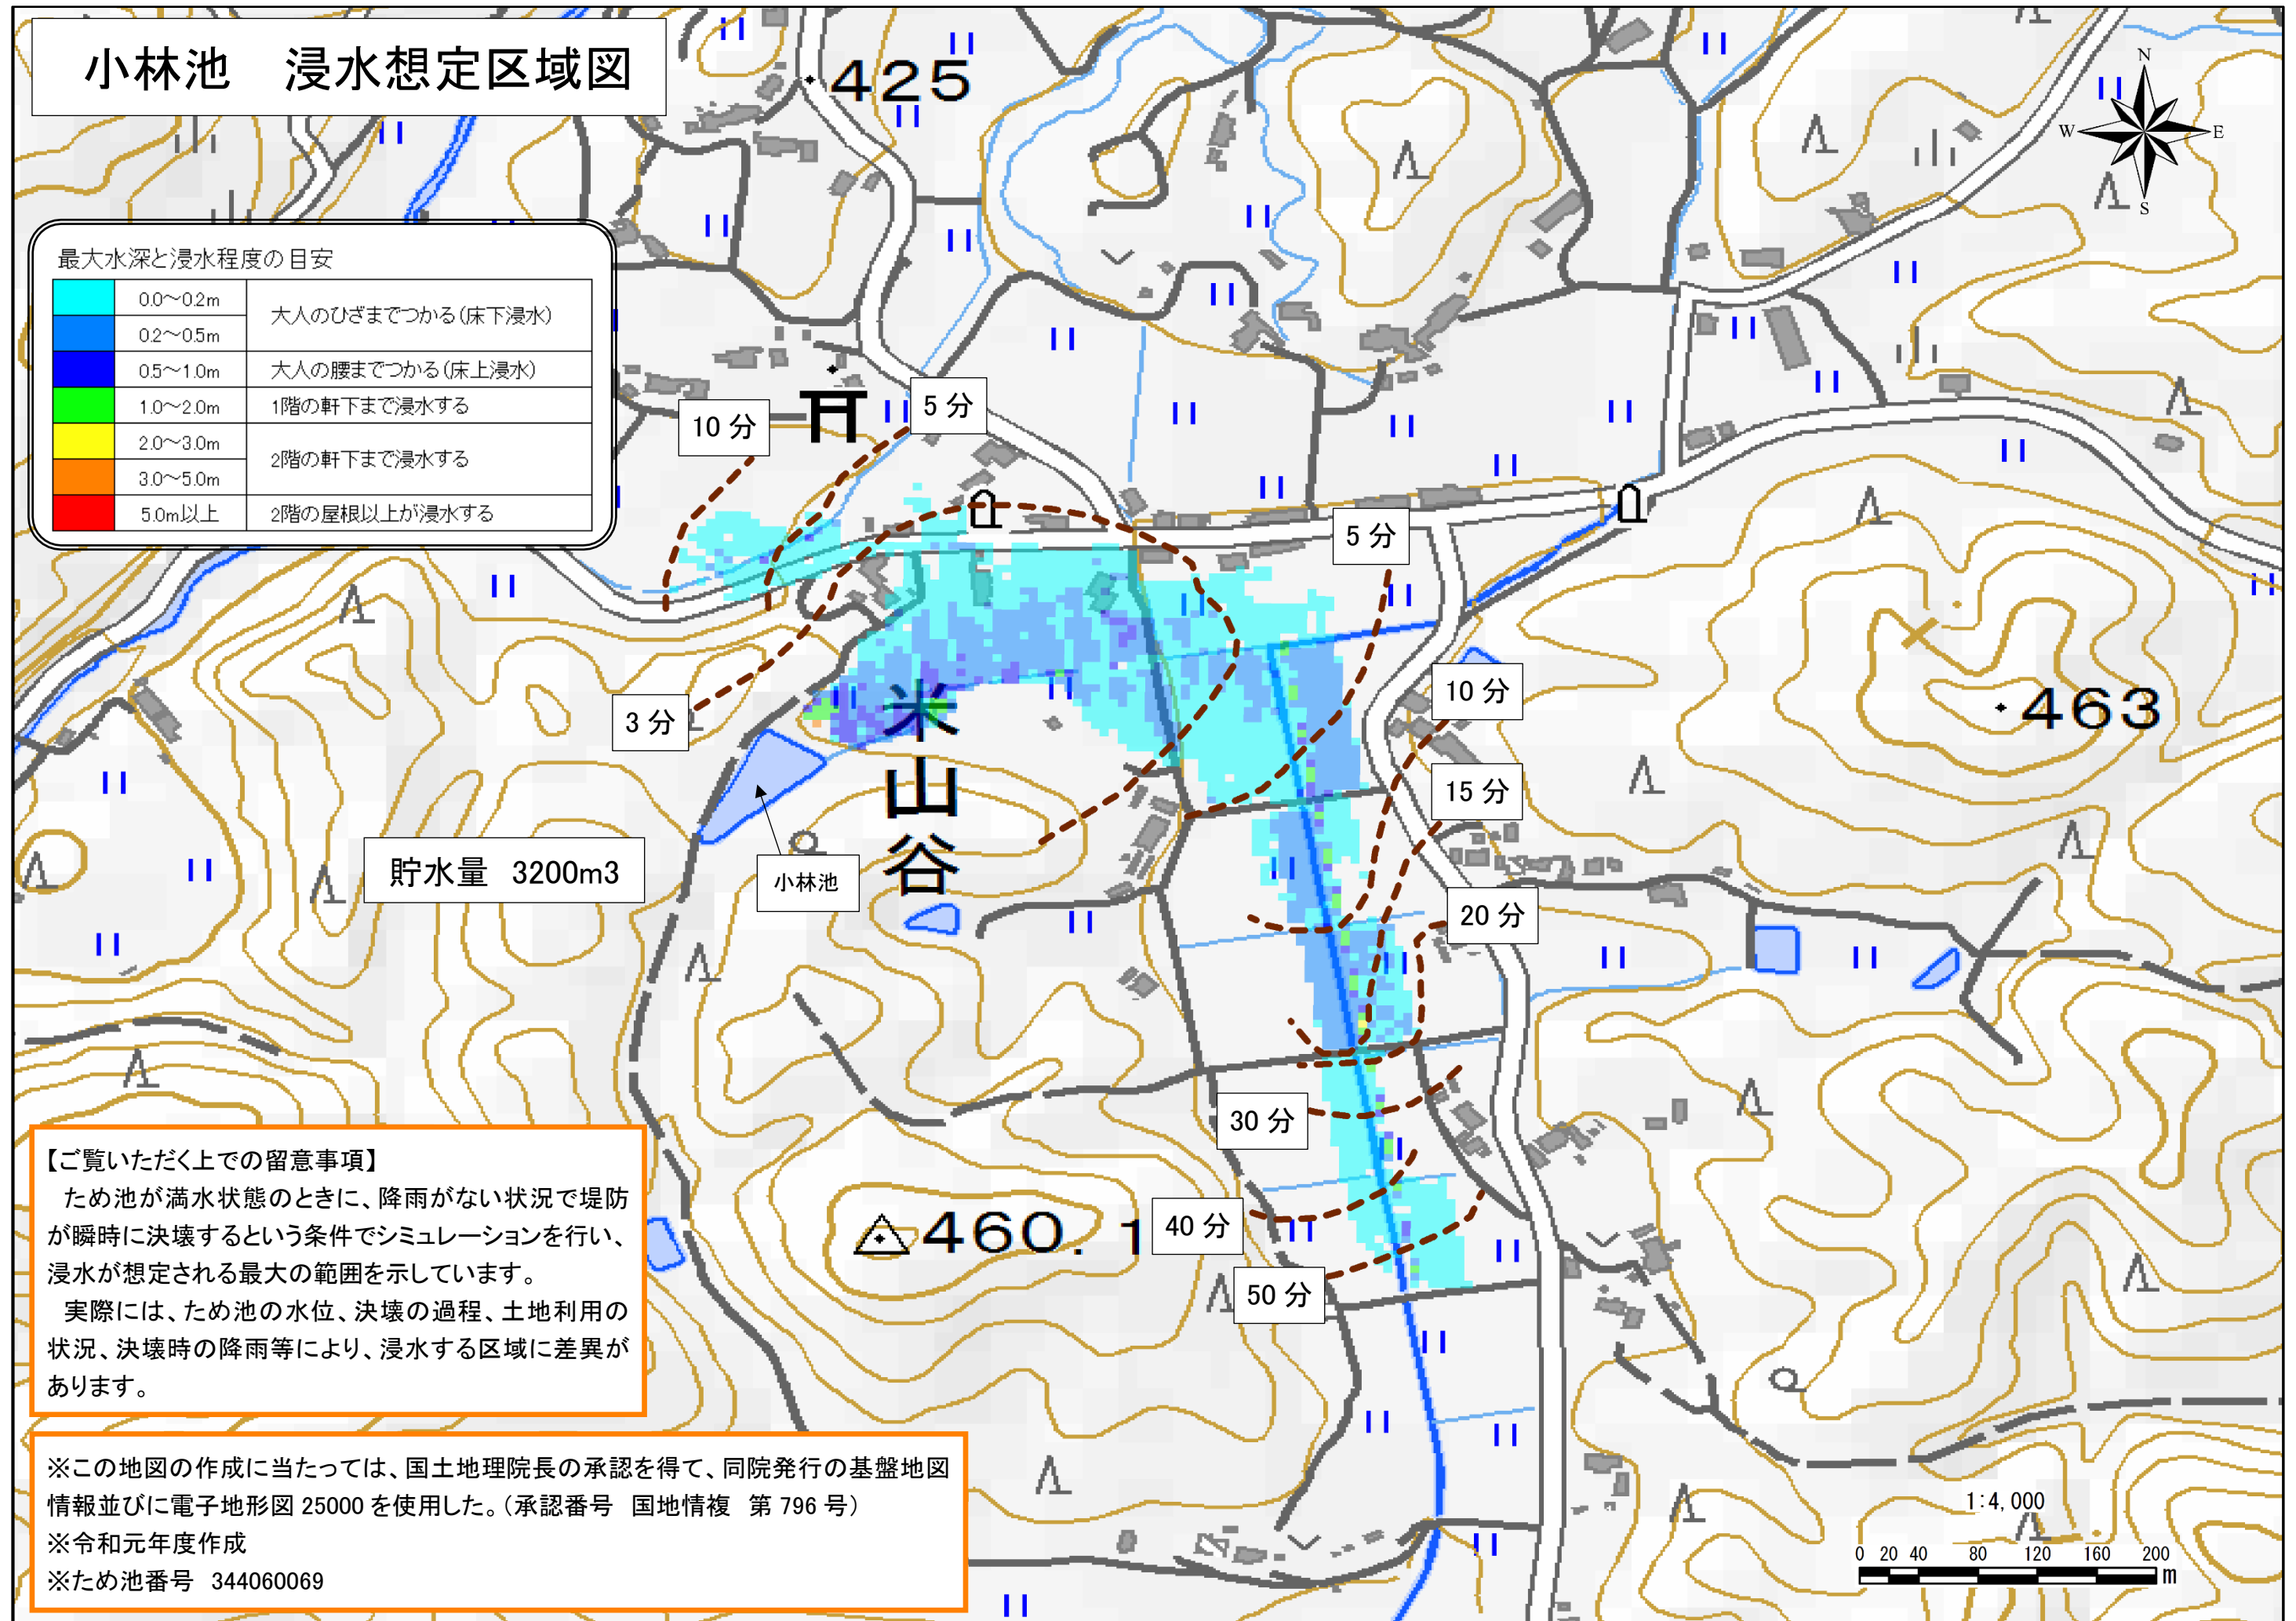 小林池　浸水想定区域図
425
N
W
E
S
最大水深と浸水程度の目安
0.0～0.2m
大人のひざまでつかる(床下浸水)
0.2～0.5m
0.5～1.0m
大人の腰までつかる(床上浸水)
1.0～2.0m
1階の軒下まで浸水する
2.0～3.0m
2階の軒下まで浸水する
3.0～5.0m
5.0m以上
2階の屋根以上が浸水する
5分
10分
5分
3分
10分
463
15分
米山谷
貯水量　3200m3
小林池
20分
30分
460.1
40分
50分
【ご覧いただく上での留意事項】
　ため池が満水状態のときに、降雨がない状況で堤防
が瞬時に決壊するという条件でシミュレーションを行い、
浸水が想定される最大の範囲を示しています。
　実際には、ため池の水位、決壊の過程、土地利用の
状況、決壊時の降雨等により、浸水する区域に差異が
あります。
※この地図の作成に当たっては、国土地理院長の承認を得て、同院発行の基盤地図
情報並びに電子地形図 25000 を使用した。（承認番号　国地情複　第 796 号）
※令和元年度作成
※ため池番号　344060069
1:4,000
0 20 40 80 120 160 200
m